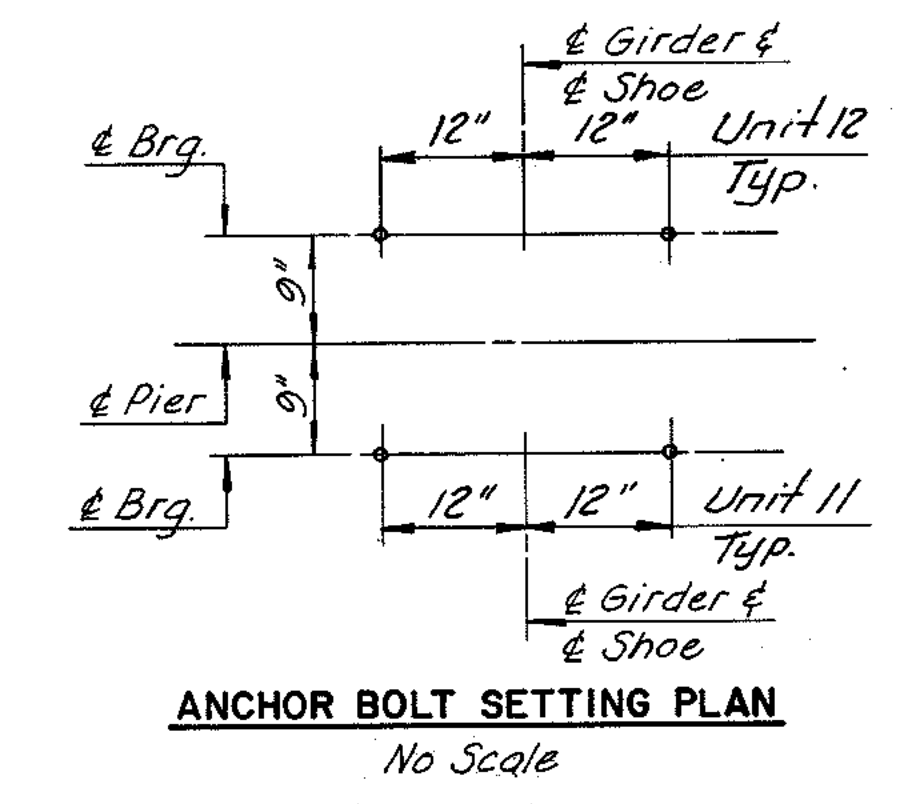 ℄ Girder &
℄ Shoe
12" 12" Unit 12
Typ.
℄ Brg.
9"
℄ Pier
9"
℄ Brg.
12" 12" Unit 11
Typ.
℄ Girder &
℄ Shoe
ANCHOR BOLT SETTING PLAN
No Scale